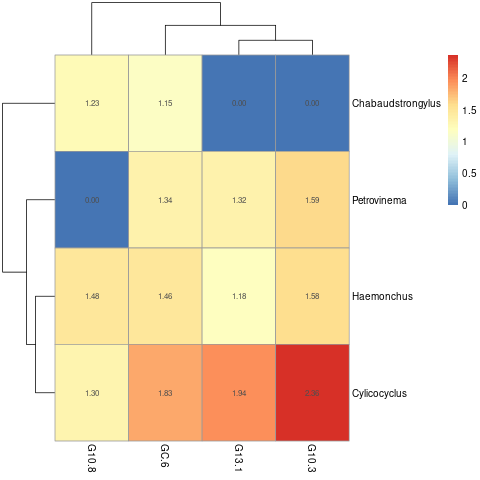 2
1.5
1
0.5
0
1.23 1.15 0.00 0.00 Chabaudstrongylus
0.00 1.34 1.32 1.59 Petrovinema
1.48 1.46 1.18 1.58 Haemonchus
1.30 1.83 1.94 Cylicocyclus
G10.8 GC.6 G13.1 G10.3